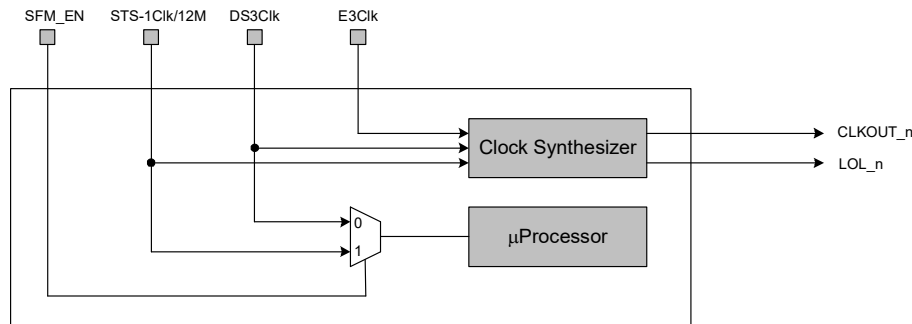 SFM_EN STS-1Clk/12M DS3Clk E3Clk
CLKOUT_n
Clock Synthesizer
LOL_n
0
µProcessor
1